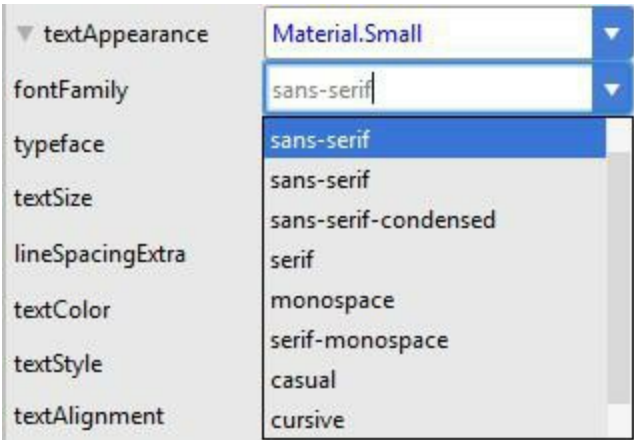 textAppearance Material.Small
fontFamily sans-serif
typeface sans-serif
textSize sans-serif
sans-serif-condensed
lineSpacingExtra serif
textColor monospace
serif-monospace
textStyle casual
textAlignment cursive